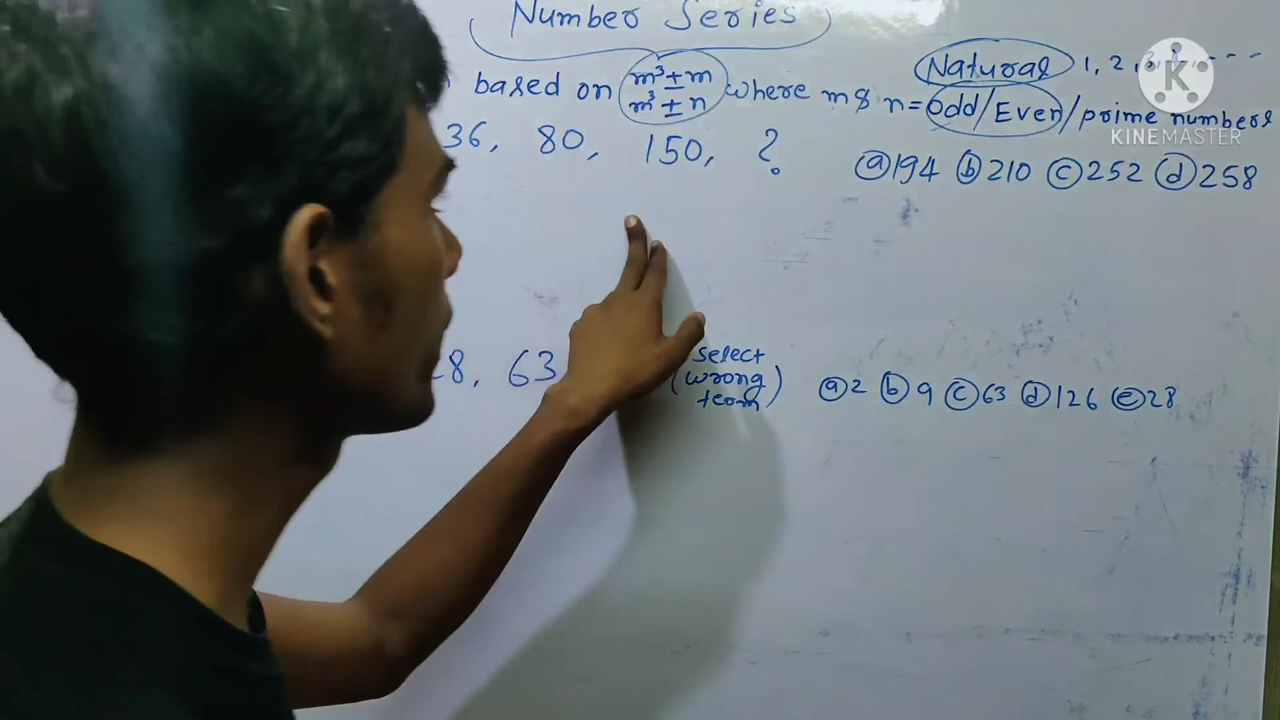 Number Series
based on m³±m where m & n = odd/Even/prime numbers
m³±n
Natural 1, 2
36, 80, 150, ? ⓐ194 ⓑ210 ⓒ252 ⓓ258
8, 63 (select wrong term) ⓐ2 ⓑ9 ⓒ63 ⓓ126 ⓔ28
K
KINEMASTER